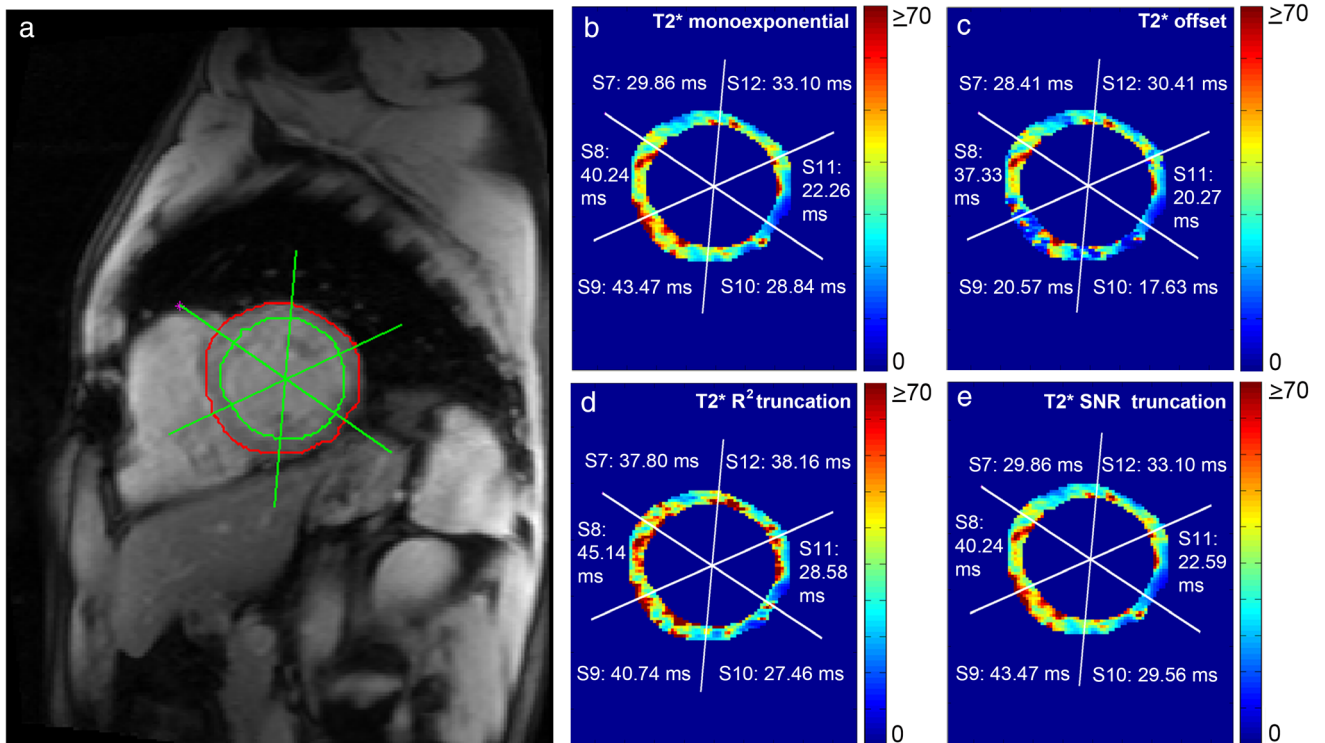 a
b
T2* monoexponential
≥70
S7: 29.86 ms
S12: 33.10 ms
S8:
40.24
ms
S11:
22.26
ms
S9: 43.47 ms
S10: 28.84 ms
0
c
T2* offset
≥70
S7: 28.41 ms
S12: 30.41 ms
S8:
37.33
ms
S11:
20.27
ms
S9: 20.57 ms
S10: 17.63 ms
0
d
T2* R² truncation
≥70
S7: 37.80 ms
S12: 38.16 ms
S8:
45.14
ms
S11:
28.58
ms
S9: 40.74 ms
S10: 27.46 ms
0
e
T2* SNR truncation
≥70
S7: 29.86 ms
S12: 33.10 ms
S8:
40.24
ms
S11:
22.59
ms
S9: 43.47 ms
S10: 29.56 ms
0